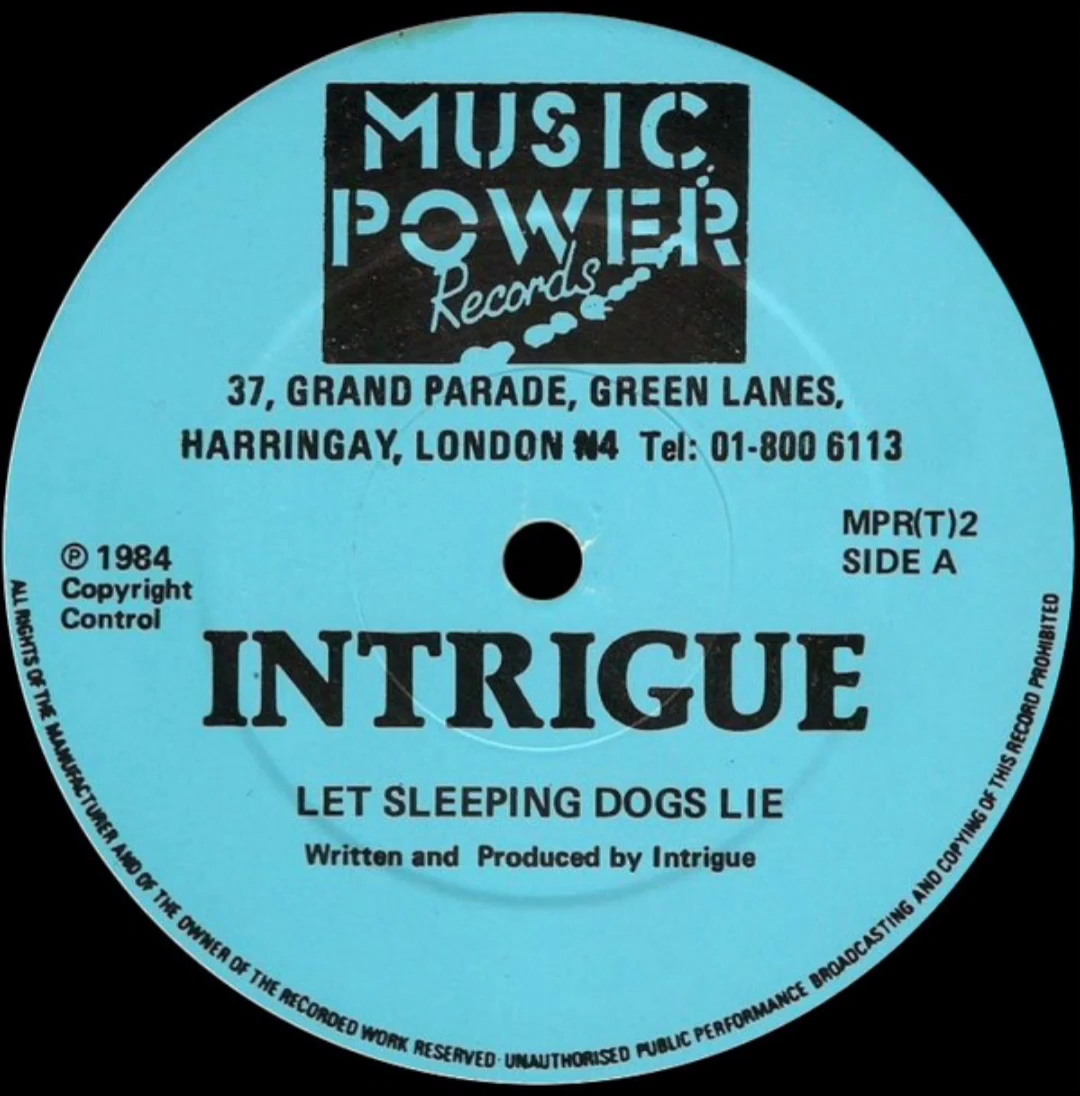 MUSIC
POWER
Records
37, GRAND PARADE, GREEN LANES,
HARRINGAY, LONDON N4 Tel: 01-800 6113
MPR(T)2
SIDE A
℗ 1984
Copyright
Control
INTRIGUE
LET SLEEPING DOGS LIE
Written and Produced by Intrigue
ALL RIGHTS OF THE MANUFACTURER AND OF THE OWNER OF THE RECORDED WORK RESERVED · UNAUTHORISED PUBLIC PERFORMANCE BROADCASTING AND COPYING OF THIS RECORD PROHIBITED